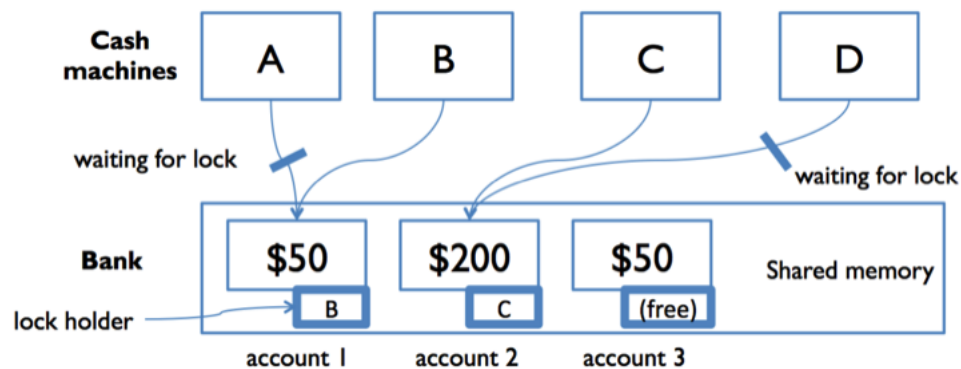 Cash
machines
A
B
C
D
waiting for lock
waiting for lock
Bank
$50
$200
$50
Shared memory
lock holder
B
C
(free)
account 1
account 2
account 3